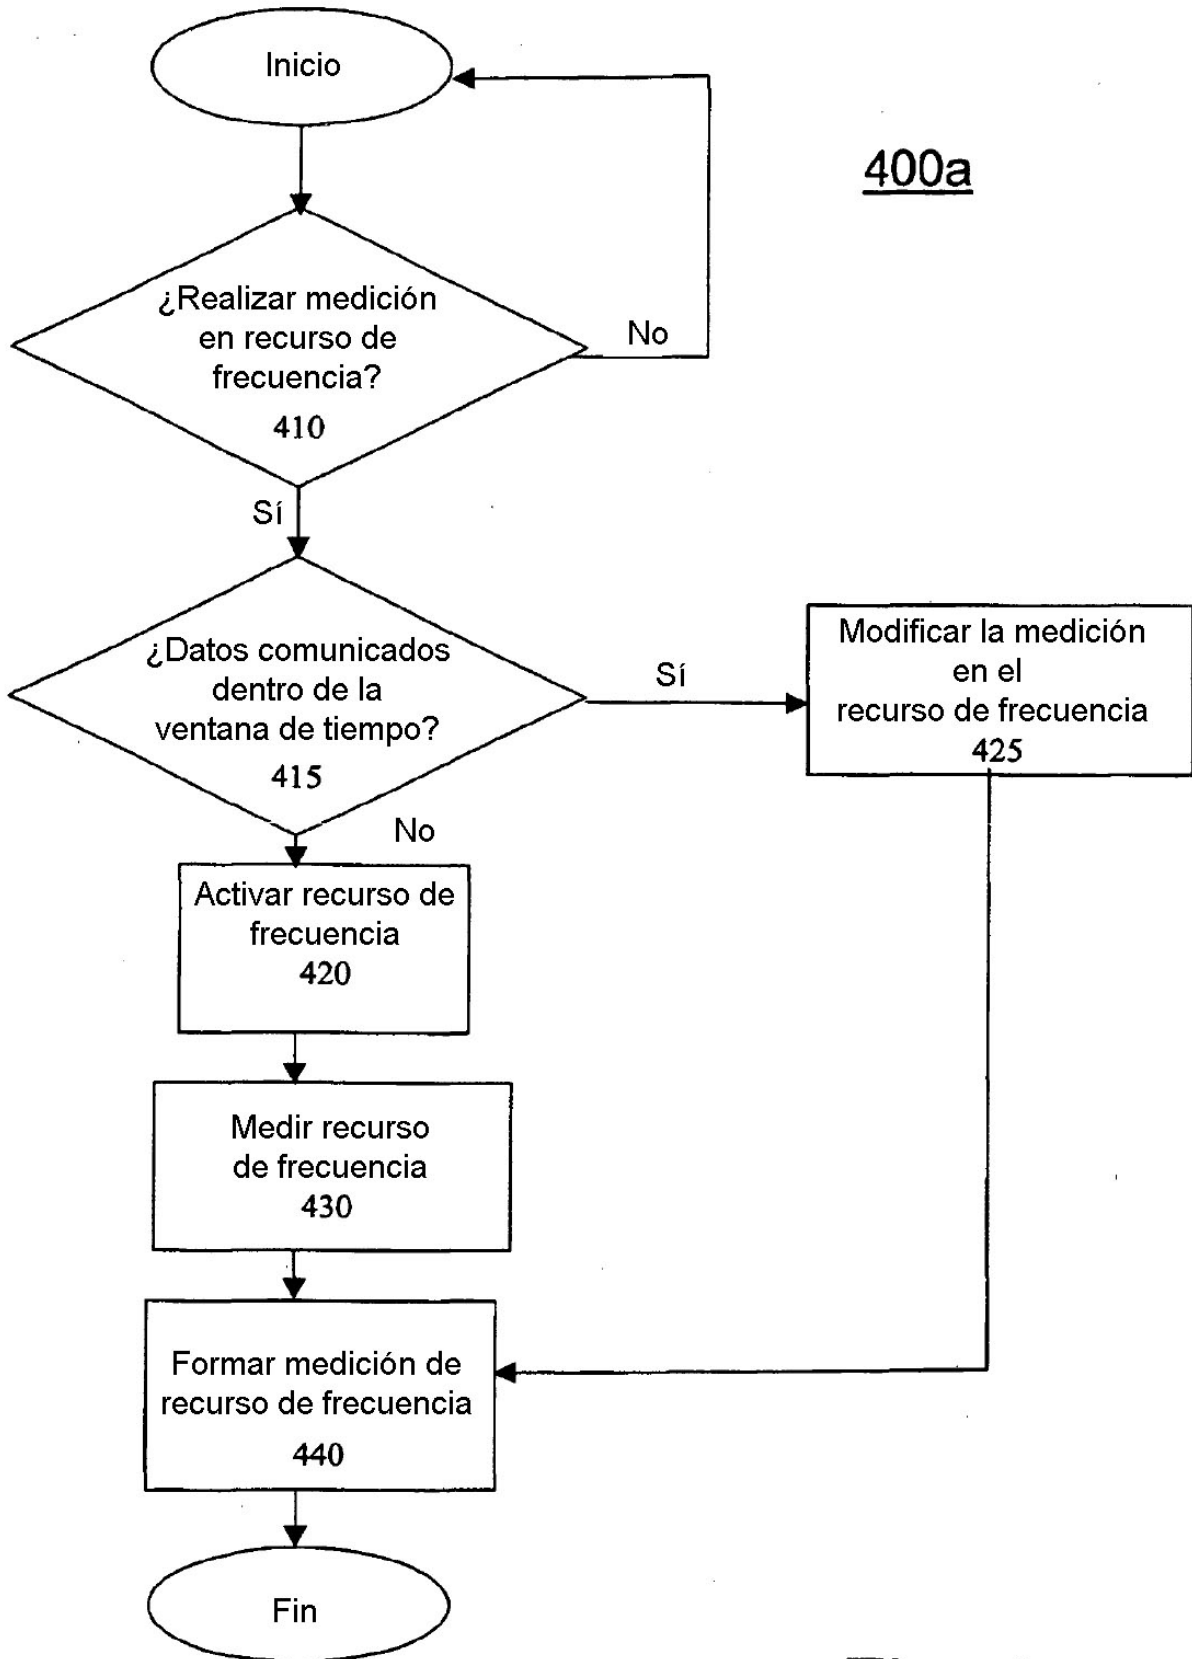 Inicio
400a
¿Realizar medición
en recurso de
frecuencia?
410
No
Sí
¿Datos comunicados
dentro de la
ventana de tiempo?
415
Sí
Modificar la medición
en el
recurso de frecuencia
425
No
Activar recurso de
frecuencia
420
Medir recurso
de frecuencia
430
Formar medición de
recurso de frecuencia
440
Fin